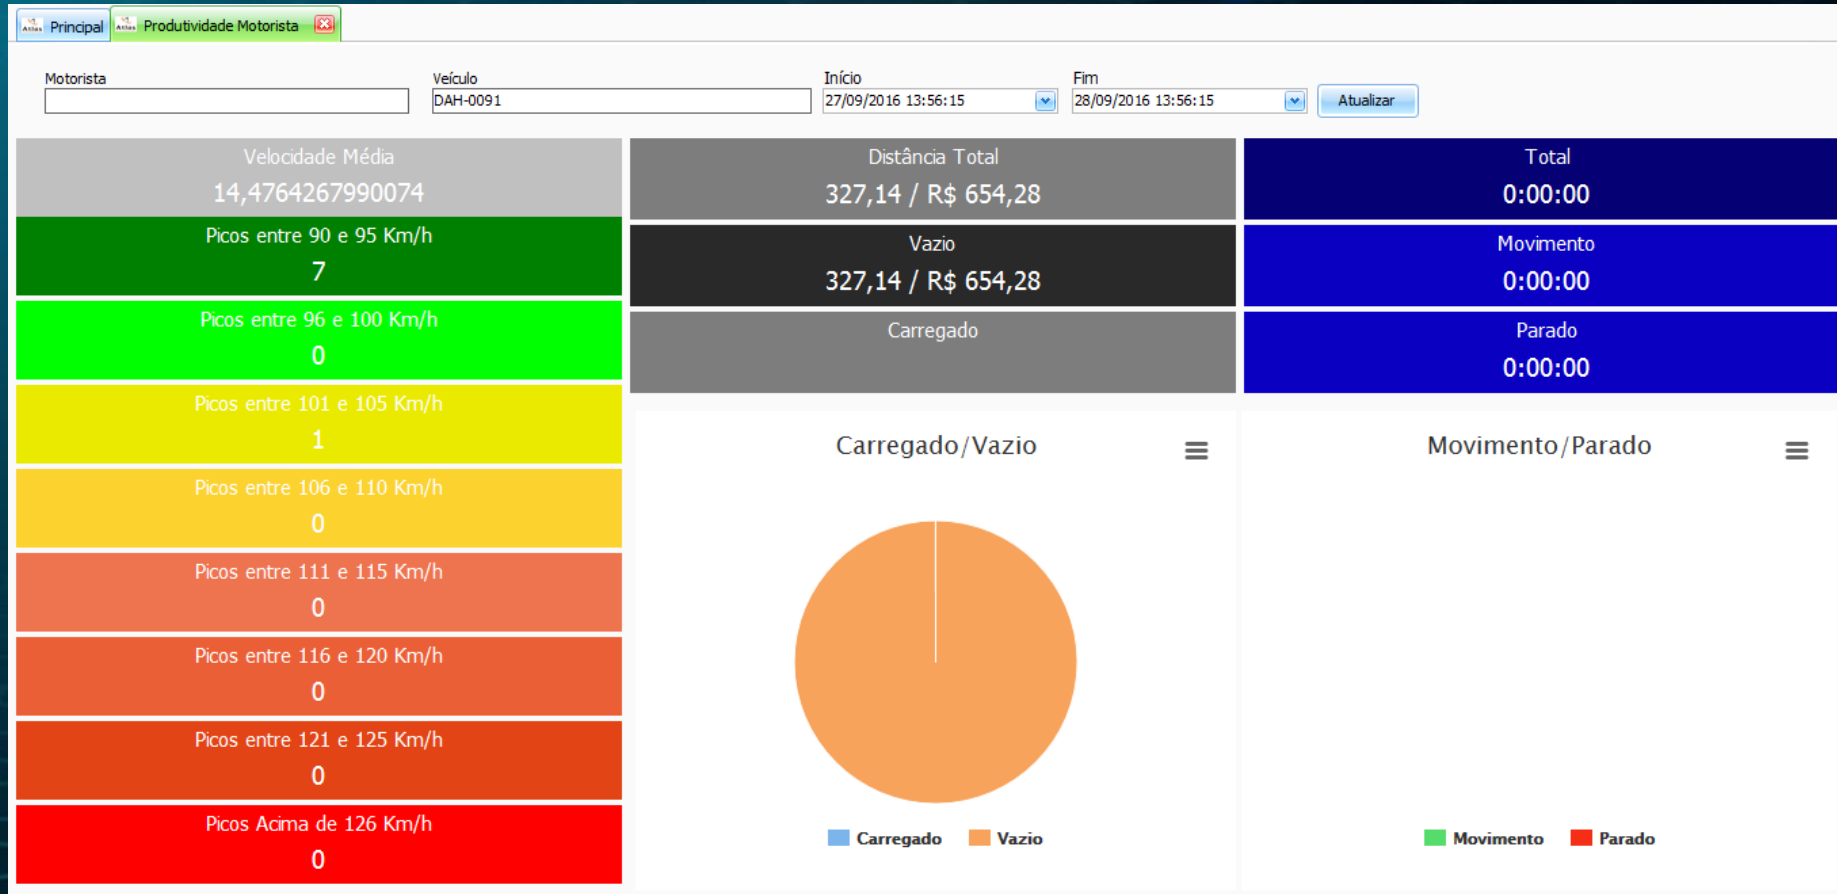 Principal
Produtividade Motorista
Motorista
Veículo
Início
Fim
DAH-0091
27/09/2016 13:56:15
28/09/2016 13:56:15
Atualizar
Velocidade Média
14,4764267990074
Picos entre 90 e 95 Km/h
7
Picos entre 96 e 100 Km/h
0
Picos entre 101 e 105 Km/h
1
Picos entre 106 e 110 Km/h
0
Picos entre 111 e 115 Km/h
0
Picos entre 116 e 120 Km/h
0
Picos entre 121 e 125 Km/h
0
Picos Acima de 126 Km/h
0
Distância Total
327,14 / R$ 654,28
Vazio
327,14 / R$ 654,28
Carregado
Total
0:00:00
Movimento
0:00:00
Parado
0:00:00
Carregado/Vazio
Carregado
Vazio
Movimento/Parado
Movimento
Parado